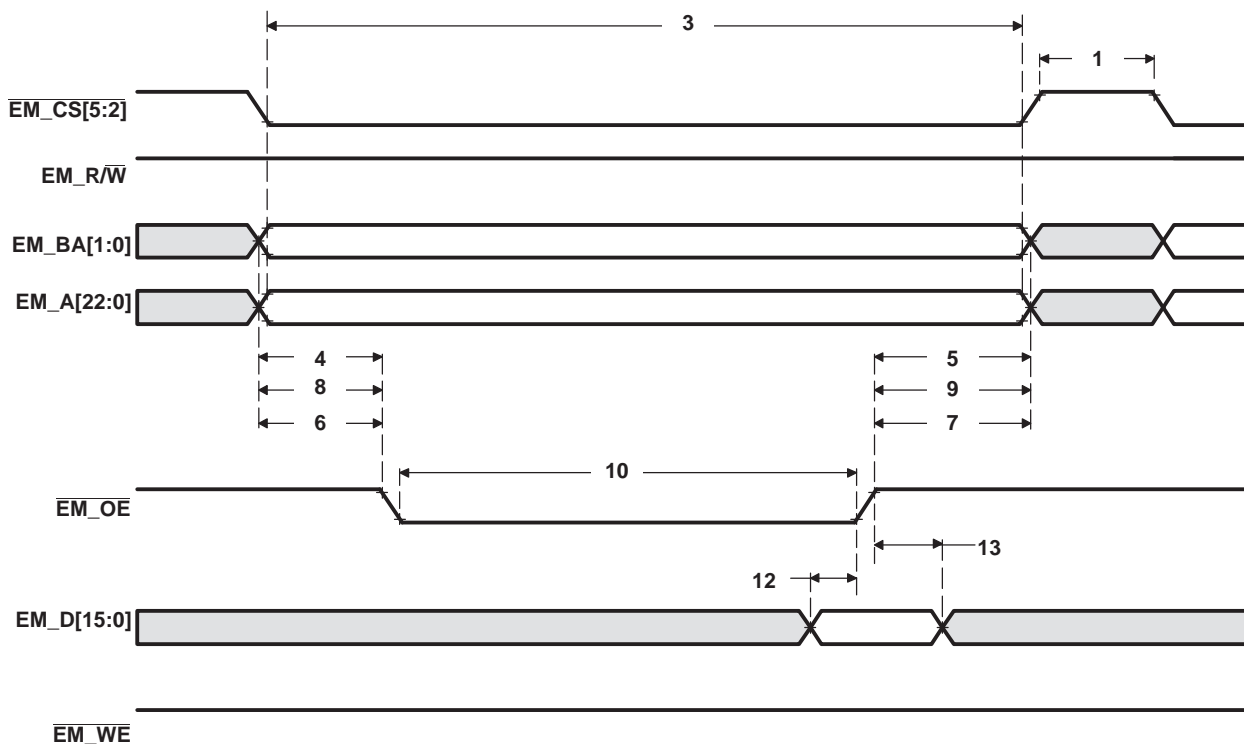 3
1
EM_CS[5:2]
EM_R/W
EM_BA[1:0]
EM_A[22:0]
4 5
8 9
6 7
10
EM_OE
13
12
EM_D[15:0]
EM_WE